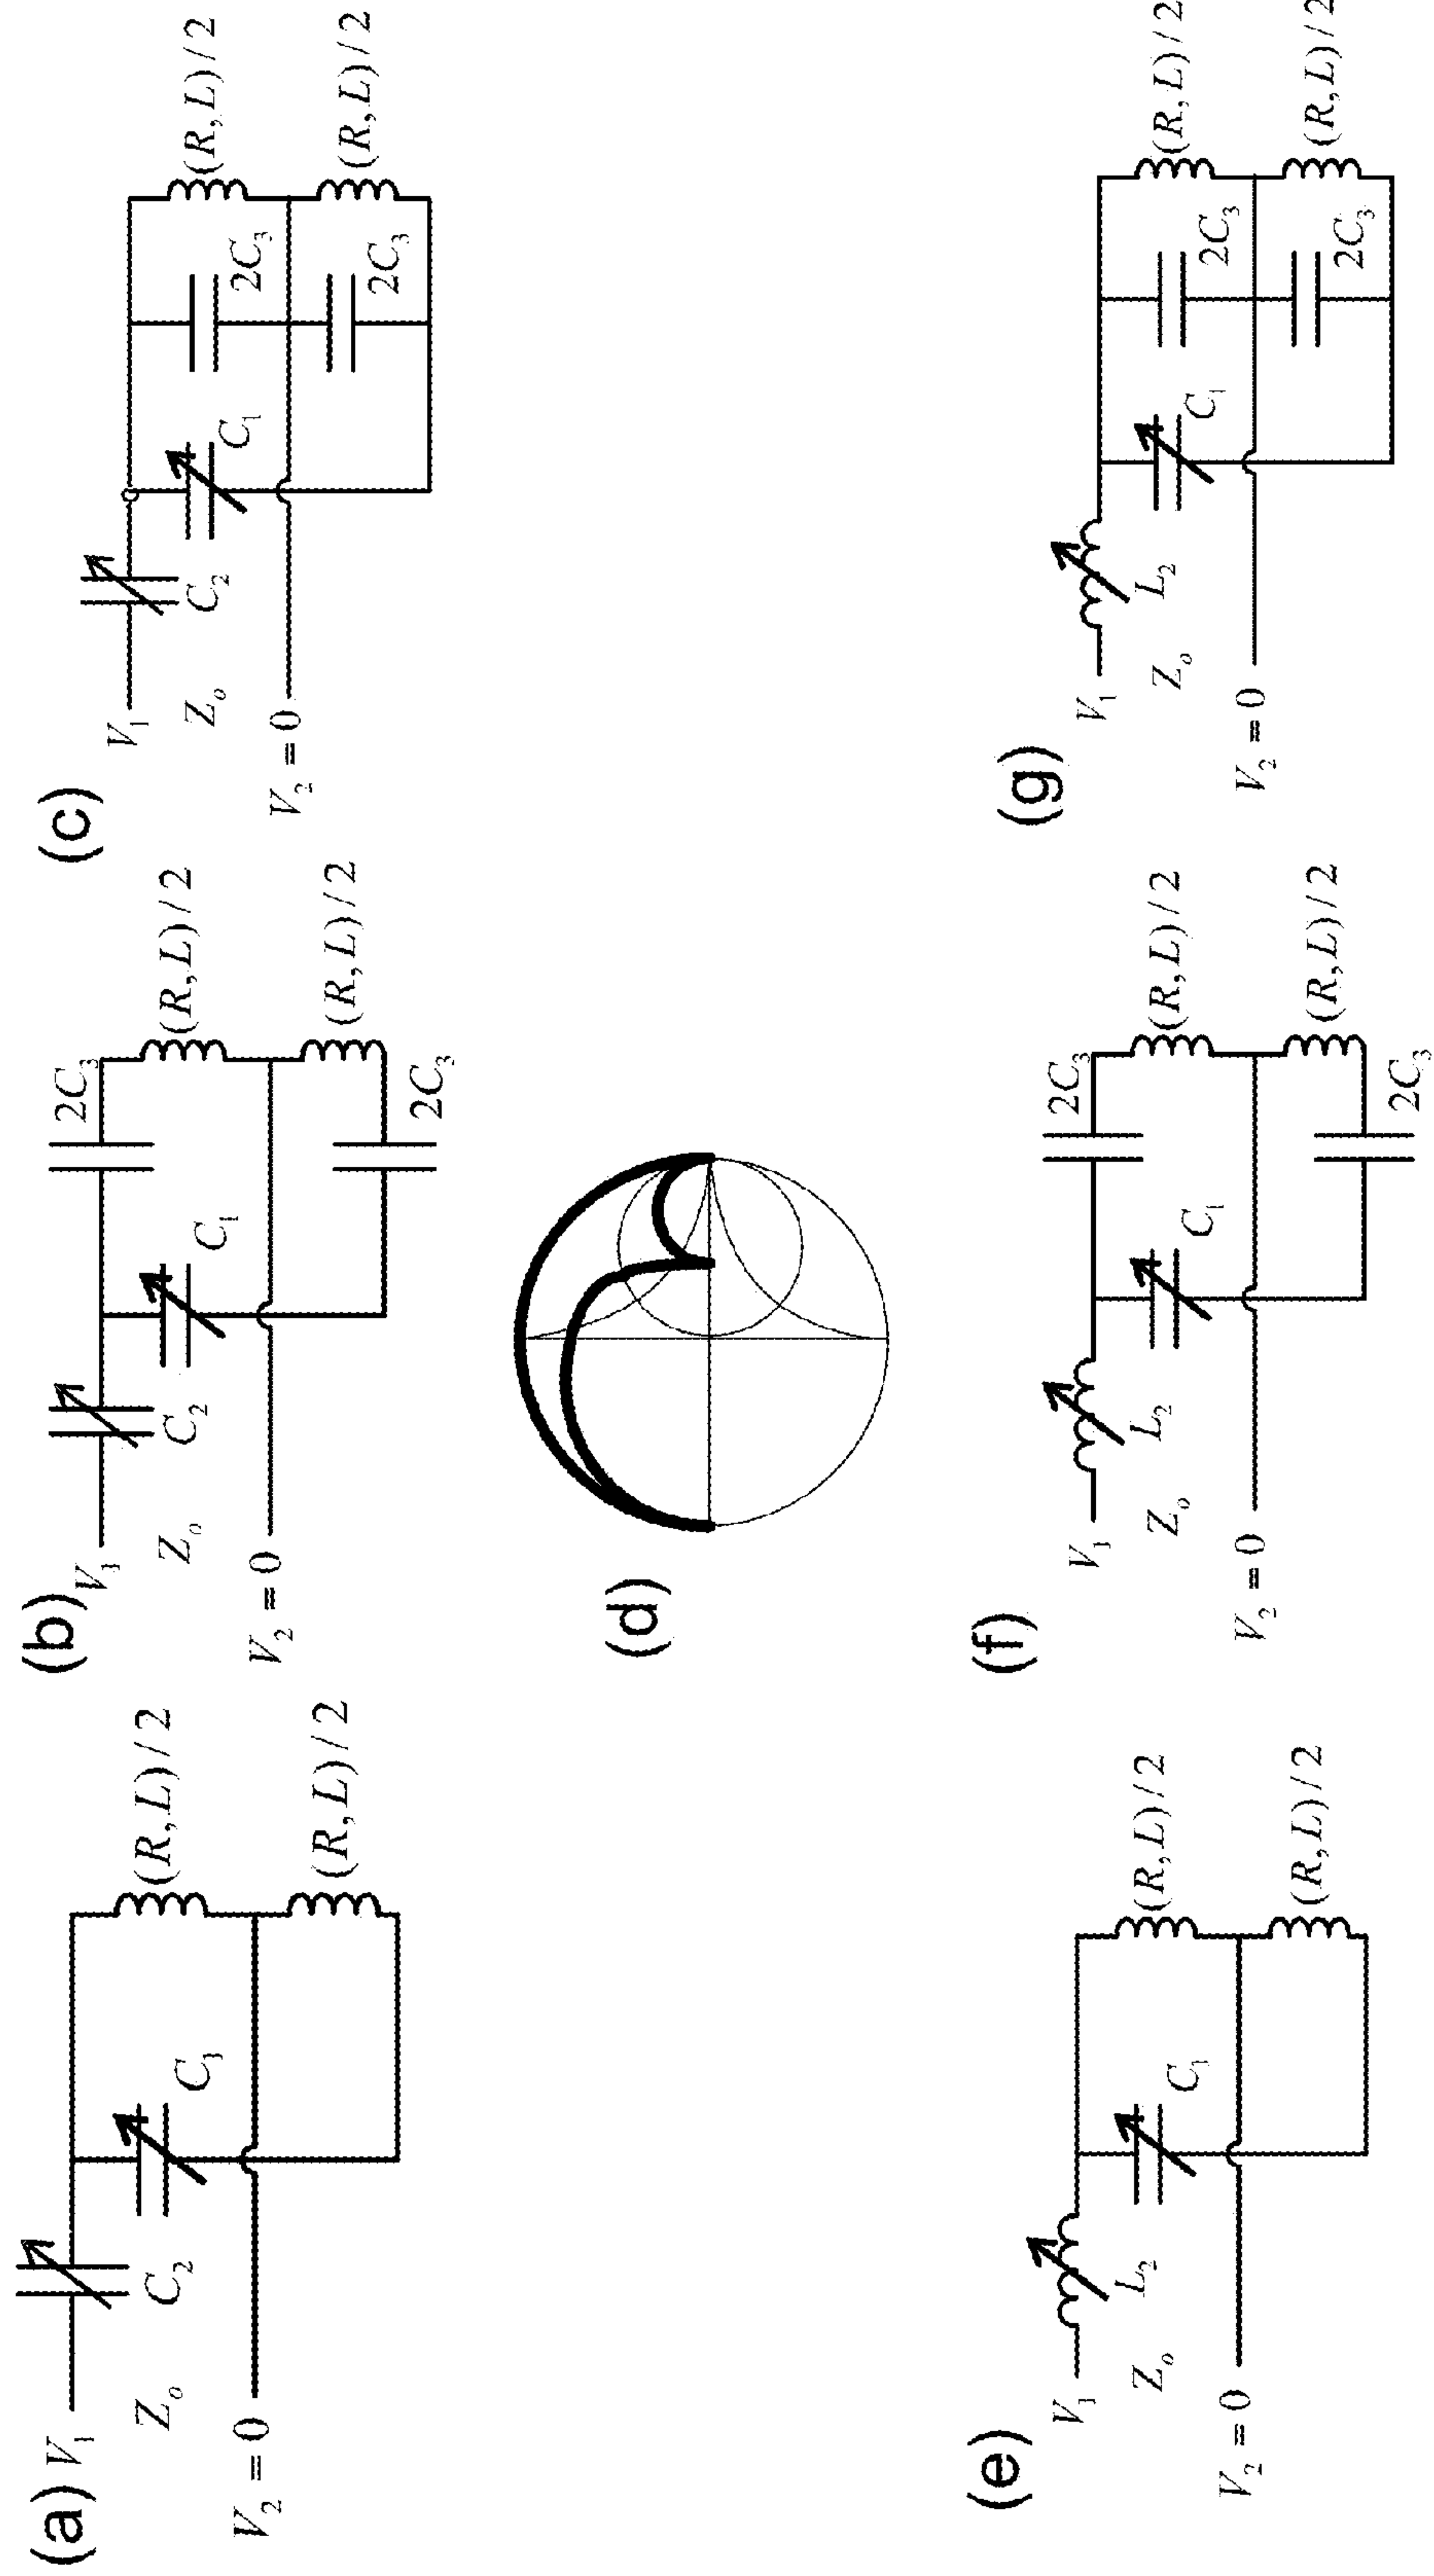 (a)
V₁
C₂
Z₀
C₁
(R,L)/2
(R,L)/2
V₂ = 0
(b)
V₁
C₂
Z₀
C₁
2C₃
(R,L)/2
(R,L)/2
2C₃
V₂ = 0
(c)
V₁
C₂
Z₀
C₁
2C₃
2C₃
(R,L)/2
(R,L)/2
V₂ = 0
(d)
(e)
V₁
L₂
Z₀
C₁
(R,L)/2
(R,L)/2
V₂ = 0
(f)
V₁
L₂
Z₀
C₁
2C₃
(R,L)/2
(R,L)/2
2C₃
V₂ = 0
(g)
V₁
L₂
Z₀
C₁
2C₃
2C₃
(R,L)/2
(R,L)/2
V₂ = 0